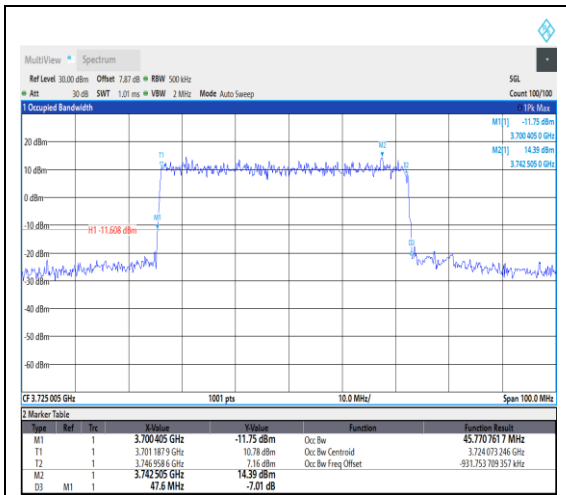 MultiView Spectrum
Ref Level 30.00 dBm Offset 7.87 dB RBW 500 kHz SGL
Att 30 dB SWT 1.01 ms VBW 2 MHz Mode Auto Sweep Count 100/100
1 Occupied Bandwidth 1Pk Max
M1[1] -11.75 dBm
3.700 405 0 GHz
M2[1] 14.39 dBm
3.742 505 0 GHz
20 dBm
M2
T1
T2
10 dBm
0 dBm
M1
-10 dBm
H1 -11.608 dBm
D3
-20 dBm
-30 dBm
-40 dBm
-50 dBm
-60 dBm
CF 3.725 005 GHz 1001 pts 10.0 MHz/ Span 100.0 MHz
2 Marker Table
Type Ref Trc X-Value Y-Value Function Function Result
M1 1 3.700 405 GHz -11.75 dBm Occ Bw 45.770 761 7 MHz
T1 1 3.701 187 9 GHz 10.78 dBm Occ Bw Centroid 3.724 073 246 GHz
T2 1 3.746 958 6 GHz 7.16 dBm Occ Bw Freq Offset -931.753 709 357 kHz
M2 1 3.742 505 GHz 14.39 dBm
D3 M1 1 47.6 MHz -7.01 dB